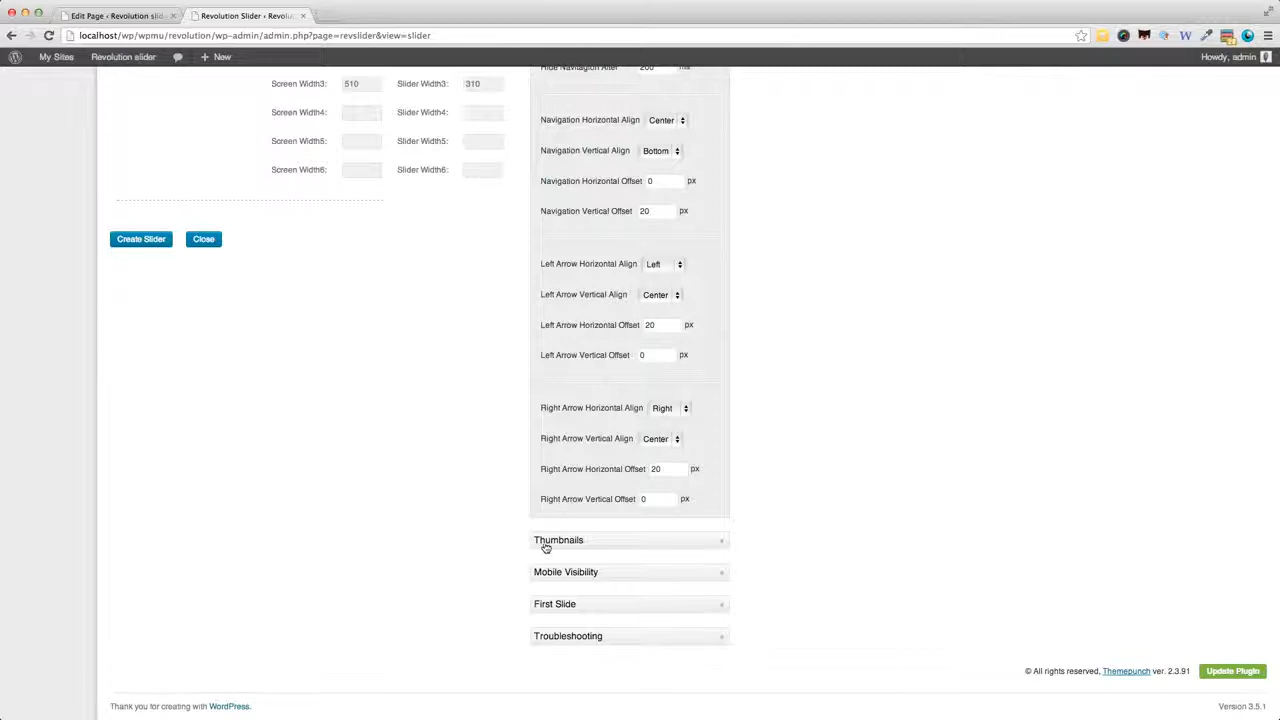 Edit Page ‹ Revolution slid
Revolution Slider ‹ Revolu
localhost/wp/wpmu/revolution/wp-admin/admin.php?page=revslider&view=slider
My Sites Revolution slider + New Howdy, admin
Hide Navitagion After 200 ms
Screen Width3: 510 Slider Width3: 310
Screen Width4: Slider Width4:
Screen Width5: Slider Width5:
Screen Width6: Slider Width6:
Create Slider Close
Navigation Horizontal Align Center
Navigation Vertical Align Bottom
Navigation Horizontal Offset 0 px
Navigation Vertical Offset 20 px
Left Arrow Horizontal Align Left
Left Arrow Vertical Align Center
Left Arrow Horizontal Offset 20 px
Left Arrow Vertical Offset 0 px
Right Arrow Horizontal Align Right
Right Arrow Vertical Align Center
Right Arrow Horizontal Offset 20 px
Right Arrow Vertical Offset 0 px
Thumbnails
Mobile Visibility
First Slide
Troubleshooting
© All rights reserved, Themepunch ver. 2.3.91 Update Plugin
Thank you for creating with WordPress. Version 3.5.1